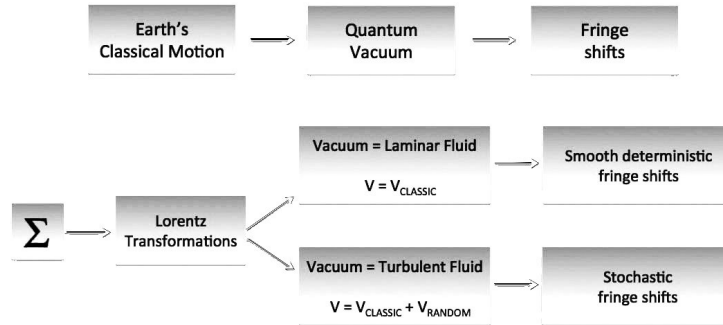 Earth's
Classical Motion
Quantum
Vacuum
Fringe
shifts
Σ
Lorentz
Transformations
Vacuum = Laminar Fluid
V = VCLASSIC
Smooth deterministic
fringe shifts
Vacuum = Turbulent Fluid
V = VCLASSIC + VRANDOM
Stochastic
fringe shifts